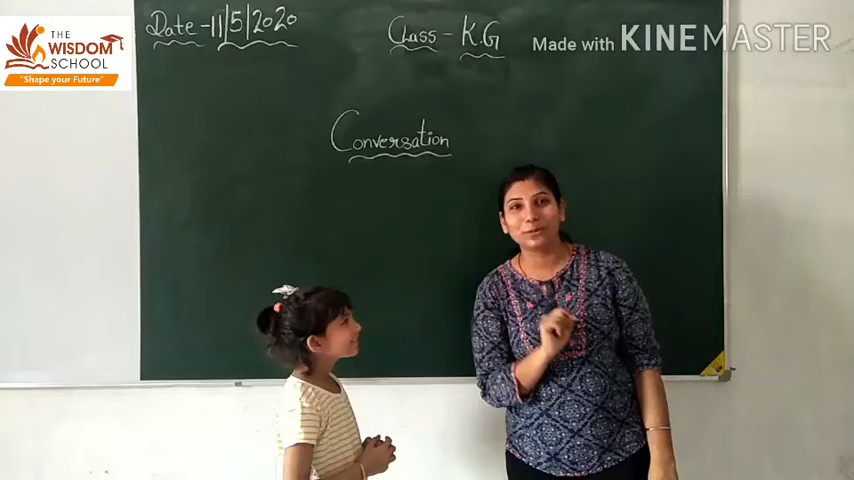 THE
WISDOM
SCHOOL
"Shape your Future"
Date - 11/5/2020
Class - K.G
Made with KINEMASTER
Conversation